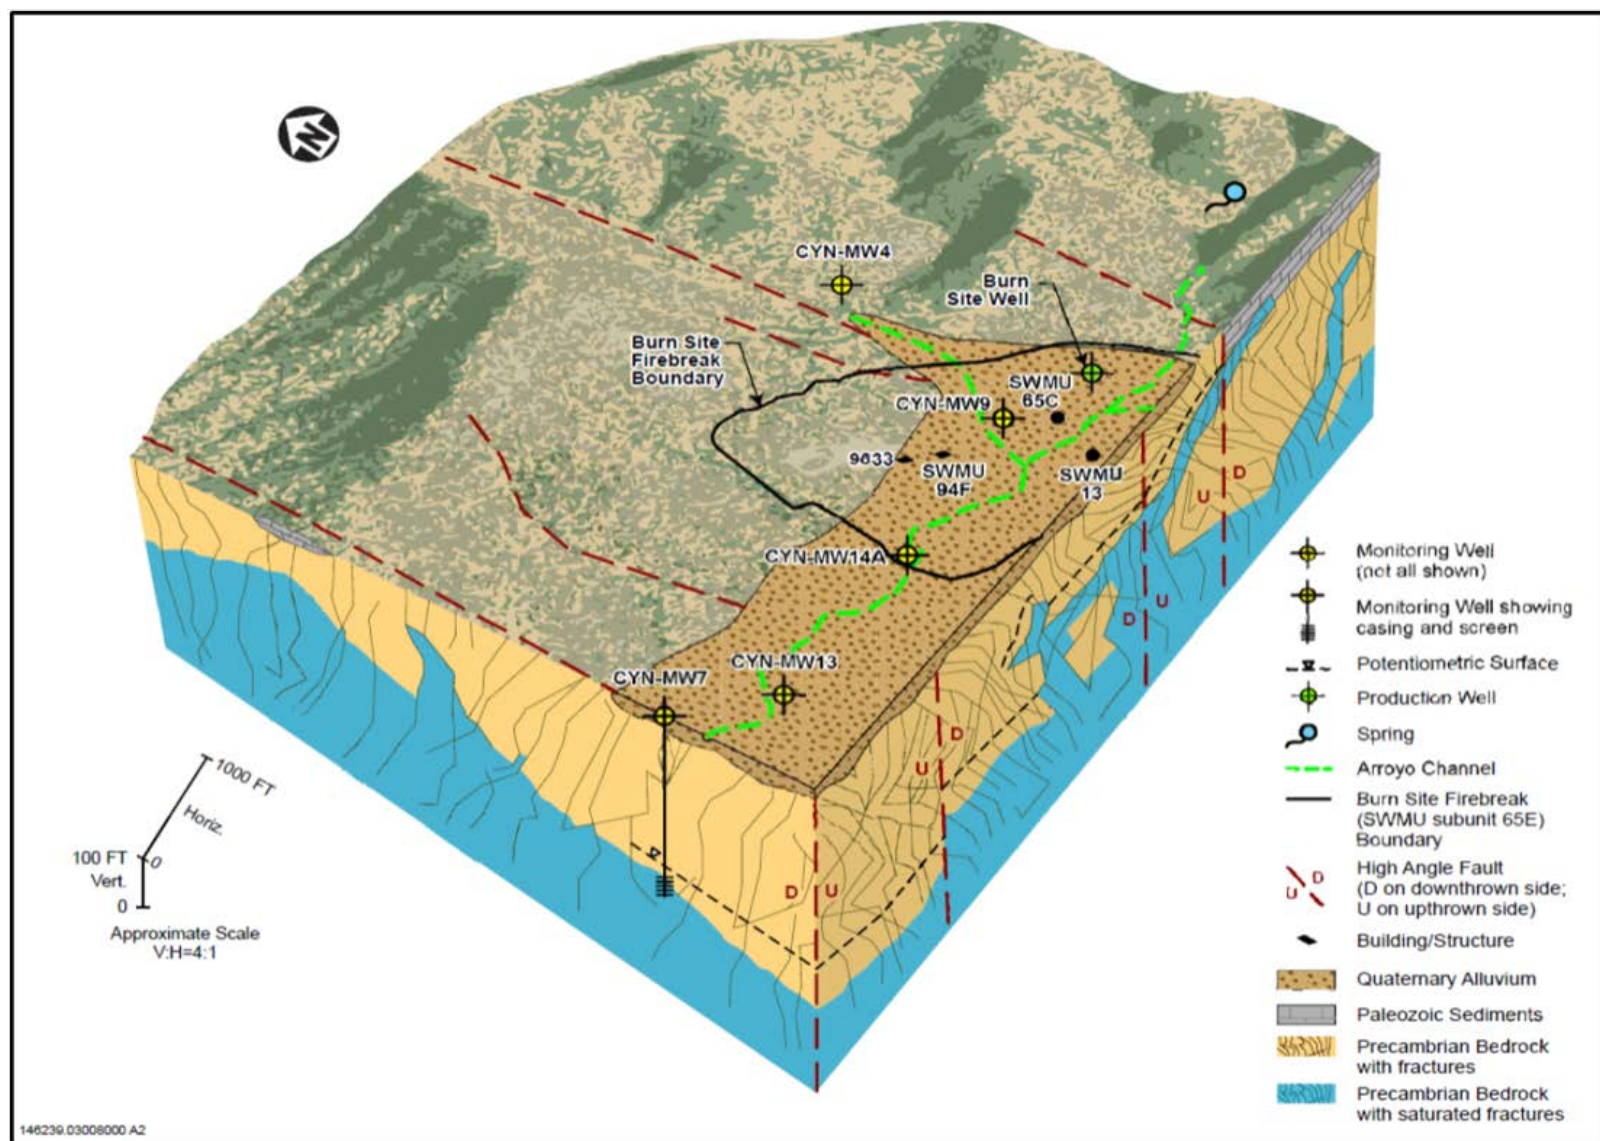 N
CYN-MW4
Burn
Site Well
Burn Site
Firebreak
Boundary
SWMU
65C
CYN-MW9
9633
SWMU
94F
SWMU
13
D
U
CYN-MW14A
D
U
CYN-MW13
CYN-MW7
D
U
D
U
1000 FT
Horiz.
0
100 FT
Vert.
0
Approximate Scale
V:H=4:1
Monitoring Well
(not all shown)
Monitoring Well showing
casing and screen
Potentiometric Surface
Production Well
Spring
Arroyo Channel
Burn Site Firebreak
(SWMU subunit 65E)
Boundary
High Angle Fault
U D
(D on downthrown side;
U on upthrown side)
Building/Structure
Quaternary Alluvium
Paleozoic Sediments
Precambrian Bedrock
with fractures
Precambrian Bedrock
with saturated fractures
146239.03008000 A2